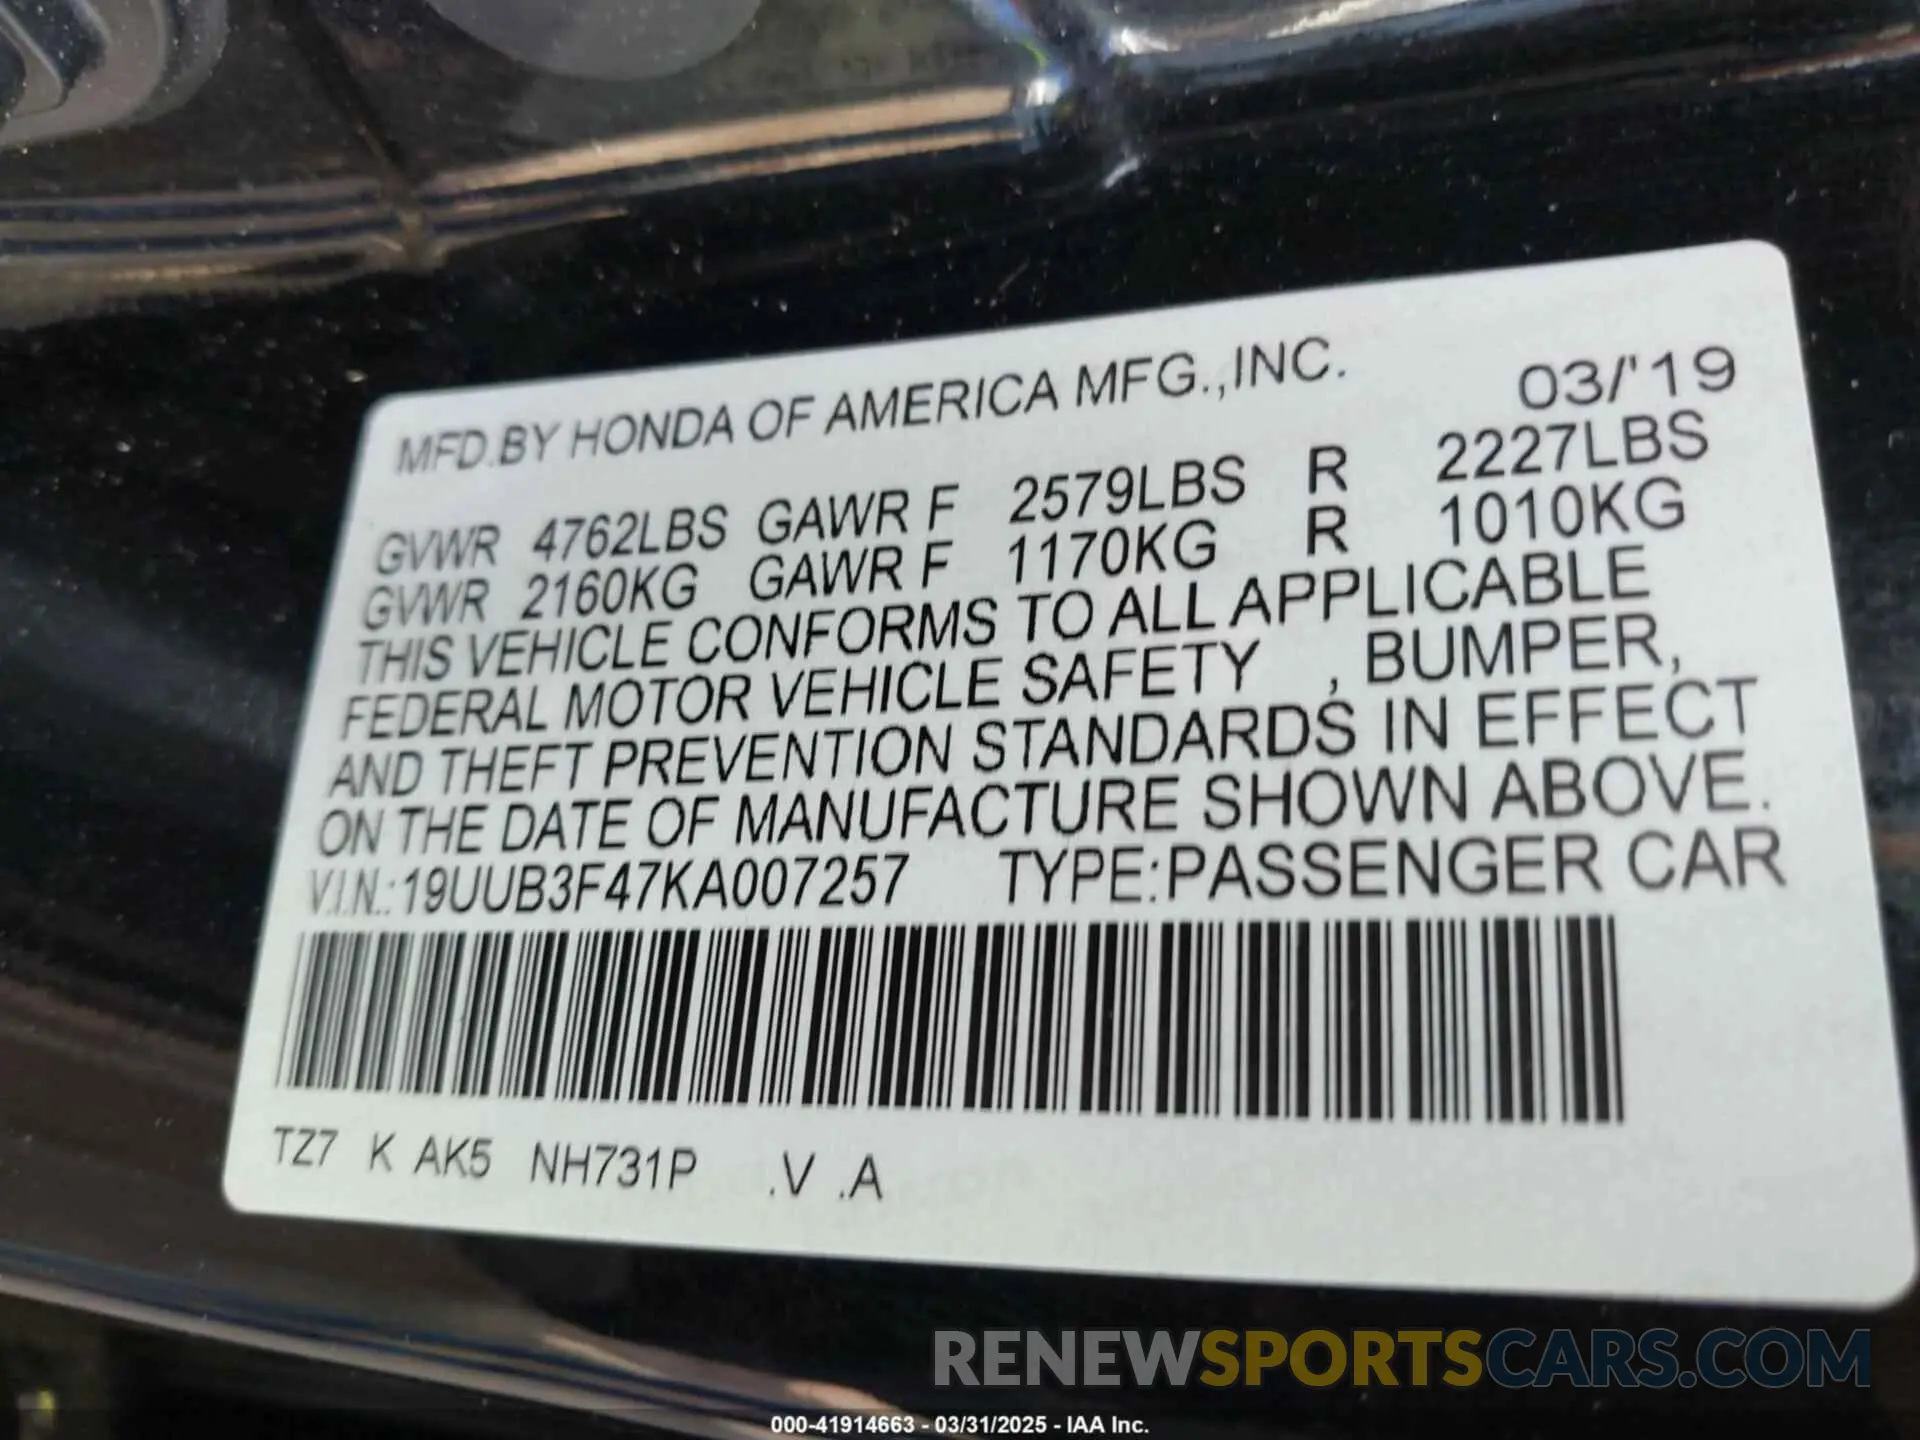 MFD.BY HONDA OF AMERICA MFG.,INC. 03/'19
GVWR 4762LBS GAWR F 2579LBS R 2227LBS
GVWR 2160KG GAWR F 1170KG R 1010KG
THIS VEHICLE CONFORMS TO ALL APPLICABLE
FEDERAL MOTOR VEHICLE SAFETY , BUMPER,
AND THEFT PREVENTION STANDARDS IN EFFECT
ON THE DATE OF MANUFACTURE SHOWN ABOVE.
V.I.N.:19UUB3F47KA007257 TYPE:PASSENGER CAR
TZ7 K AK5 NH731P .V .A
RENEWSPORTSCARS.COM
000-41914663 - 03/31/2025 - IAA Inc.